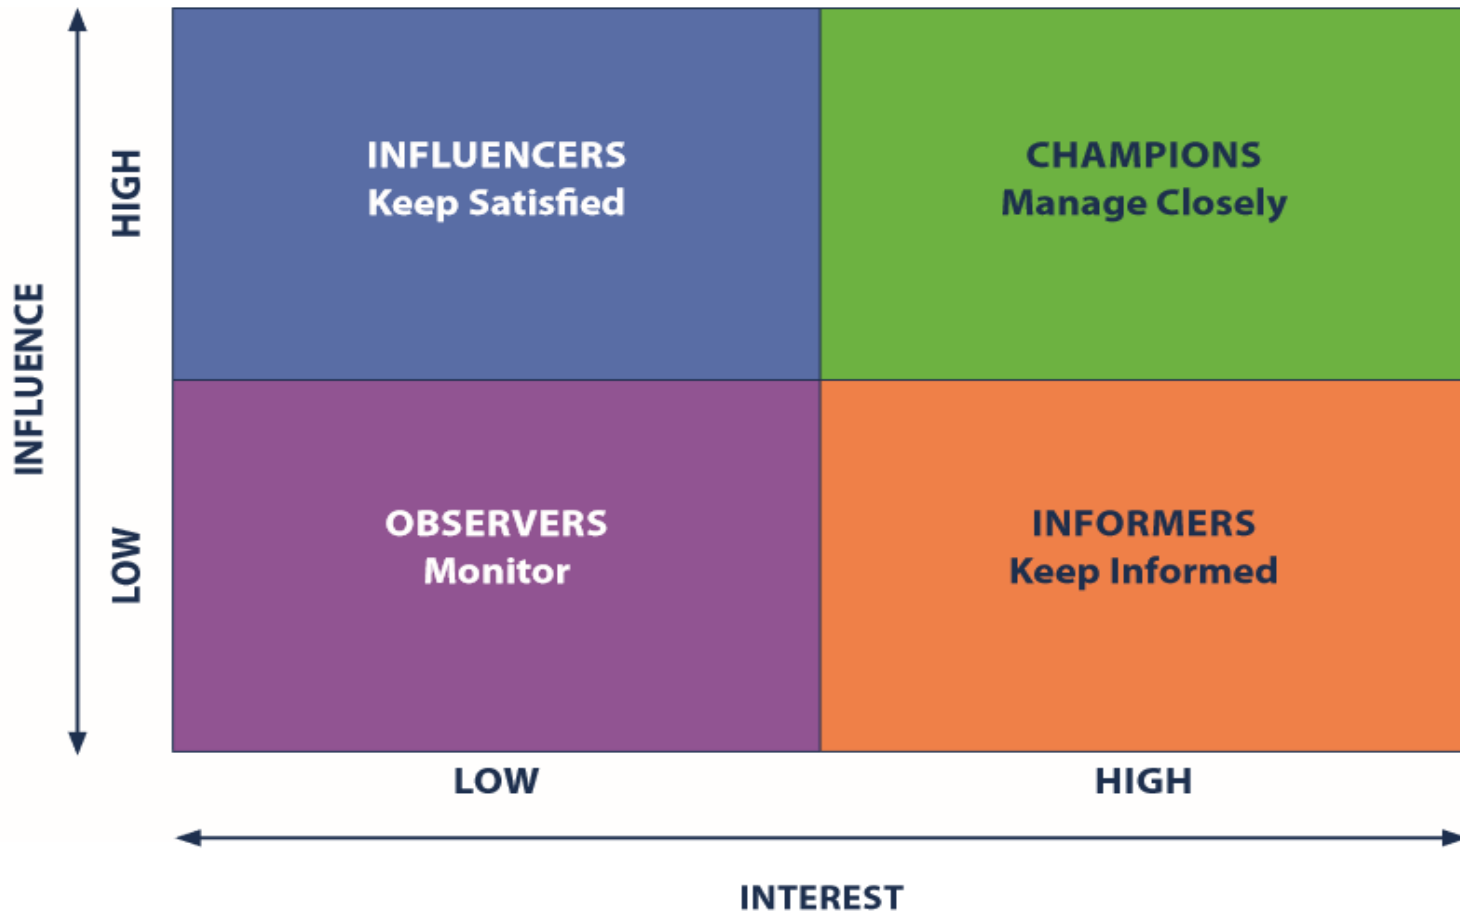 INFLUENCE
HIGH
LOW
INFLUENCERS
Keep Satisfied
CHAMPIONS
Manage Closely
OBSERVERS
Monitor
INFORMERS
Keep Informed
LOW
HIGH
INTEREST